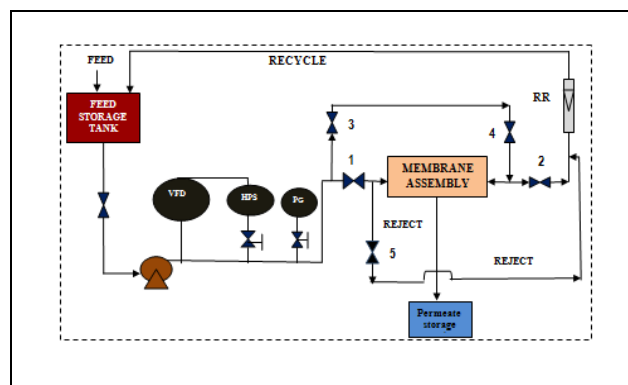 FEED
RECYCLE
FEED
STORAGE
TANK
RR
3
4
1
2
MEMBRANE
ASSEMBLY
VFD
HPS
PG
REJECT
5
REJECT
Permeate
storage